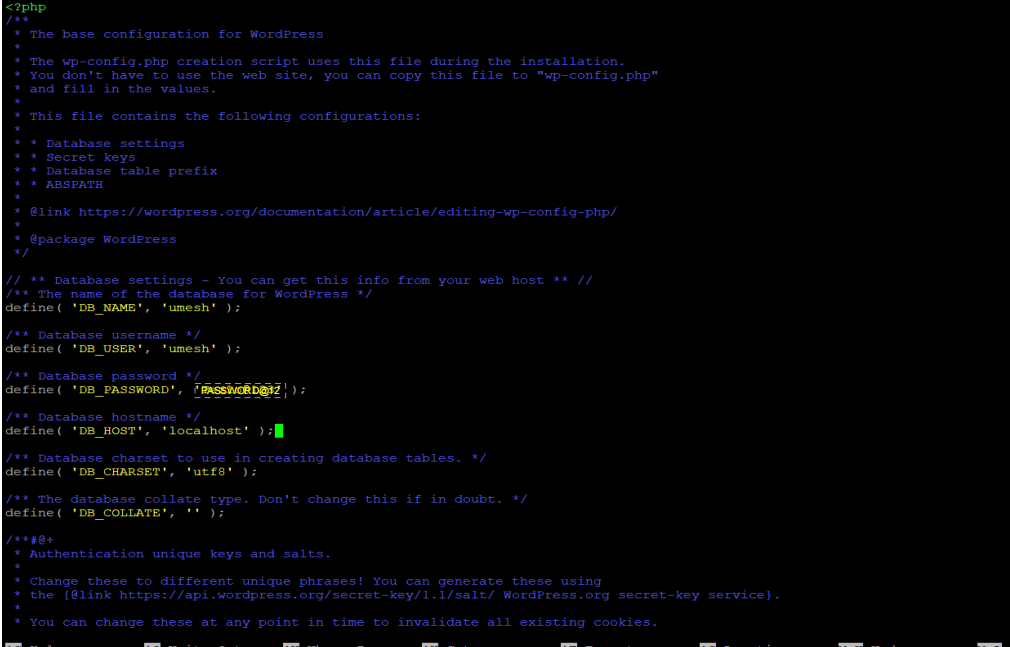 <?php
/**
 * The base configuration for WordPress
 *
 * The wp-config.php creation script uses this file during the installation.
 * You don't have to use the web site, you can copy this file to "wp-config.php"
 * and fill in the values.
 *
 * This file contains the following configurations:
 *
 * * Database settings
 * * Secret keys
 * * Database table prefix
 * * ABSPATH
 *
 * @link https://wordpress.org/documentation/article/editing-wp-config-php/
 *
 * @package WordPress
 */
// ** Database settings - You can get this info from your web host ** //
/** The name of the database for WordPress */
define( 'DB_NAME', 'umesh' );
/** Database username */
define( 'DB_USER', 'umesh' );
/** Database password */
define( 'DB_PASSWORD', 'PASSWORD@12' );
/** Database hostname */
define( 'DB_HOST', 'localhost' );
/** Database charset to use in creating database tables. */
define( 'DB_CHARSET', 'utf8' );
/** The database collate type. Don't change this if in doubt. */
define( 'DB_COLLATE', '' );
/**#@+
 * Authentication unique keys and salts.
 *
 * Change these to different unique phrases! You can generate these using
 * the {@link https://api.wordpress.org/secret-key/1.1/salt/ WordPress.org secret-key service}.
 *
 * You can change these at any point in time to invalidate all existing cookies.